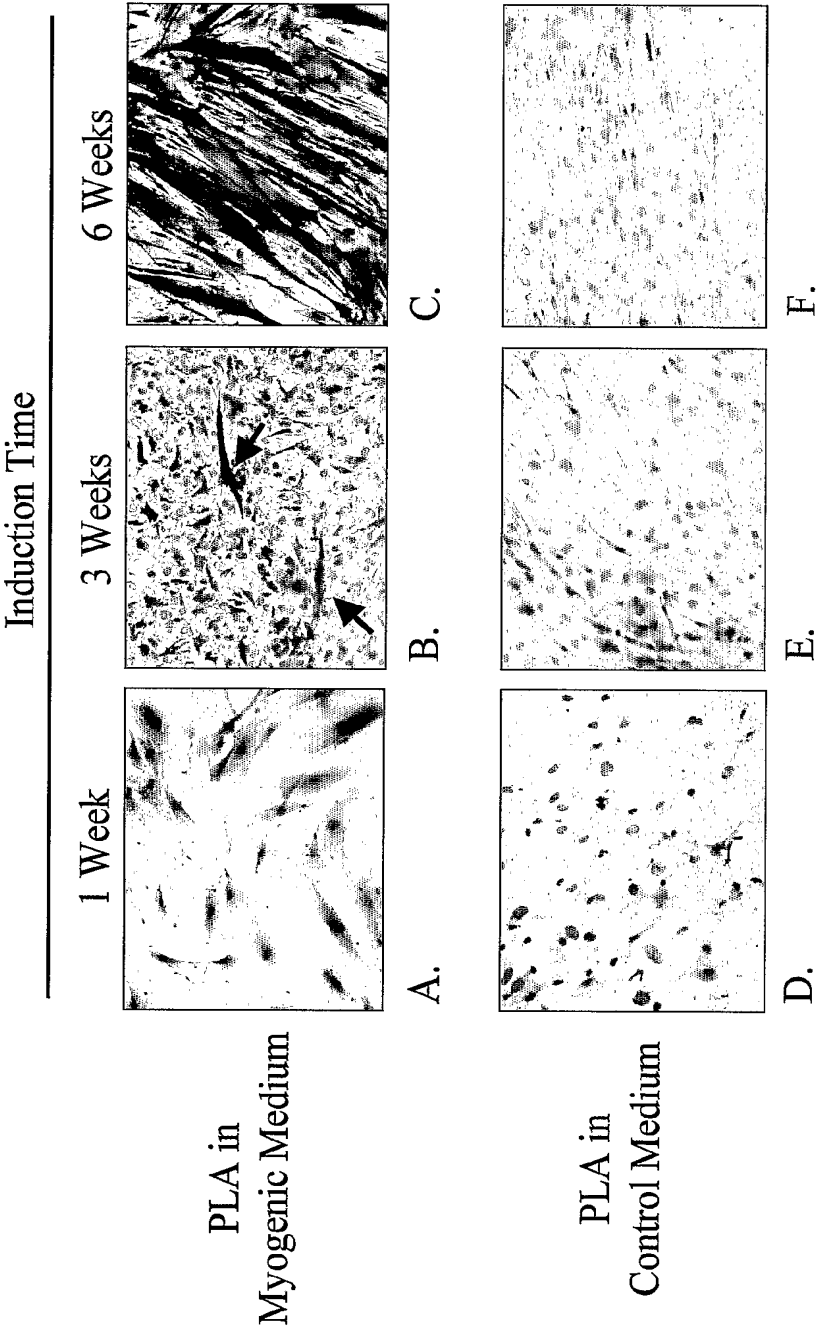 Induction Time
1 Week
3 Weeks
6 Weeks
PLA in
Myogenic Medium
A.
B.
C.
PLA in
Control Medium
D.
E.
F.